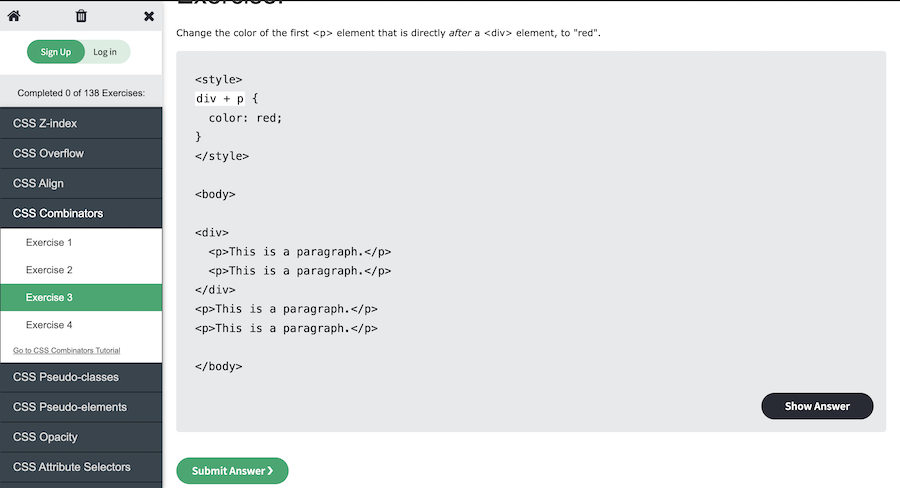 Exercise:
Sign Up Log in
Completed 0 of 138 Exercises:
CSS Z-index
CSS Overflow
CSS Align
CSS Combinators
Exercise 1
Exercise 2
Exercise 3
Exercise 4
Go to CSS Combinators Tutorial
CSS Pseudo-classes
CSS Pseudo-elements
CSS Opacity
CSS Attribute Selectors
Change the color of the first <p> element that is directly after a <div> element, to "red".
<style>
div + p {
  color: red;
}
</style>
<body>
<div>
  <p>This is a paragraph.</p>
  <p>This is a paragraph.</p>
</div>
<p>This is a paragraph.</p>
<p>This is a paragraph.</p>
</body>
Show Answer
Submit Answer ❯